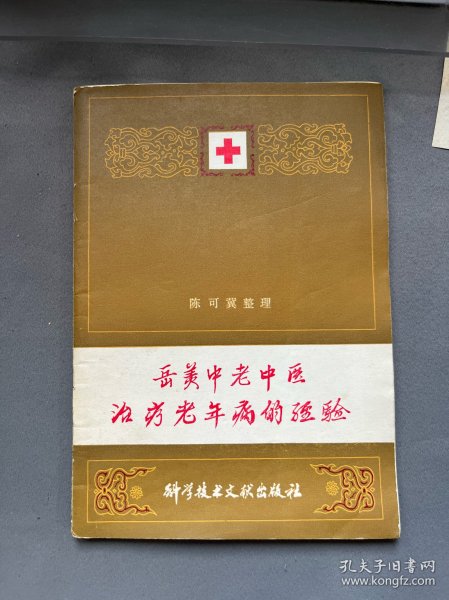 陈可冀整理
岳美中老中医
治疗老年病的经验
科学技术文献出版社
孔夫子旧书网
www.kongfz.com